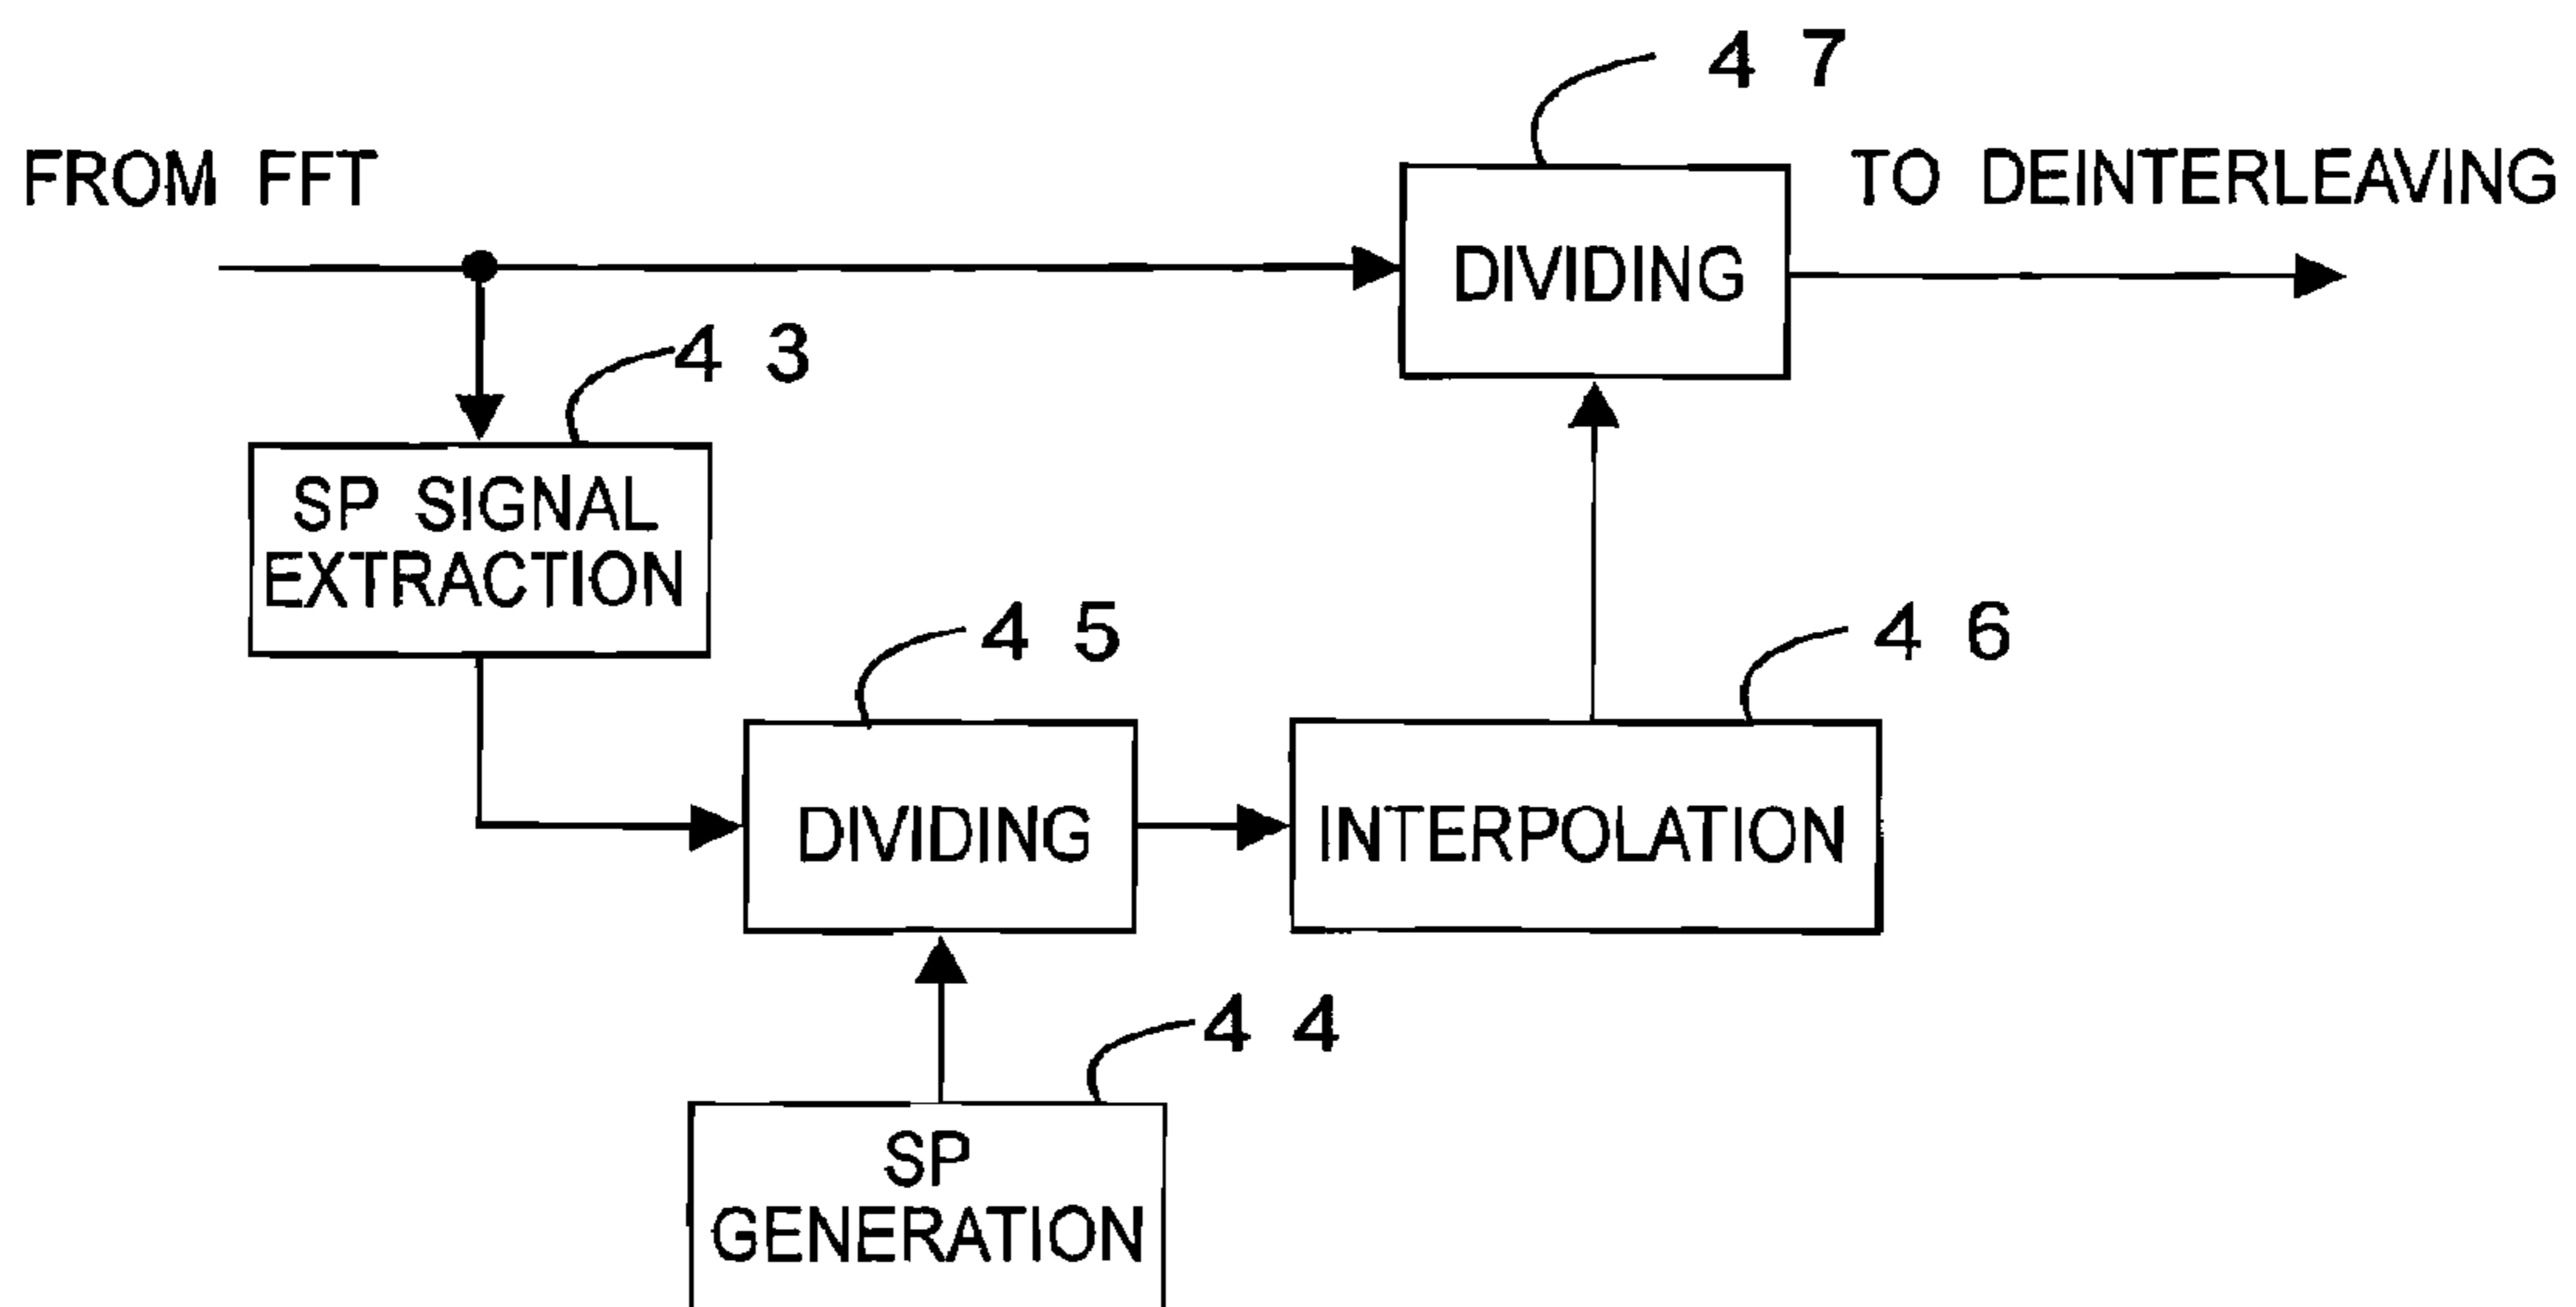 4 7
FROM FFT
TO DEINTERLEAVING
DIVIDING
4 3
SP SIGNAL
EXTRACTION
4 5
4 6
DIVIDING
INTERPOLATION
4 4
SP
GENERATION